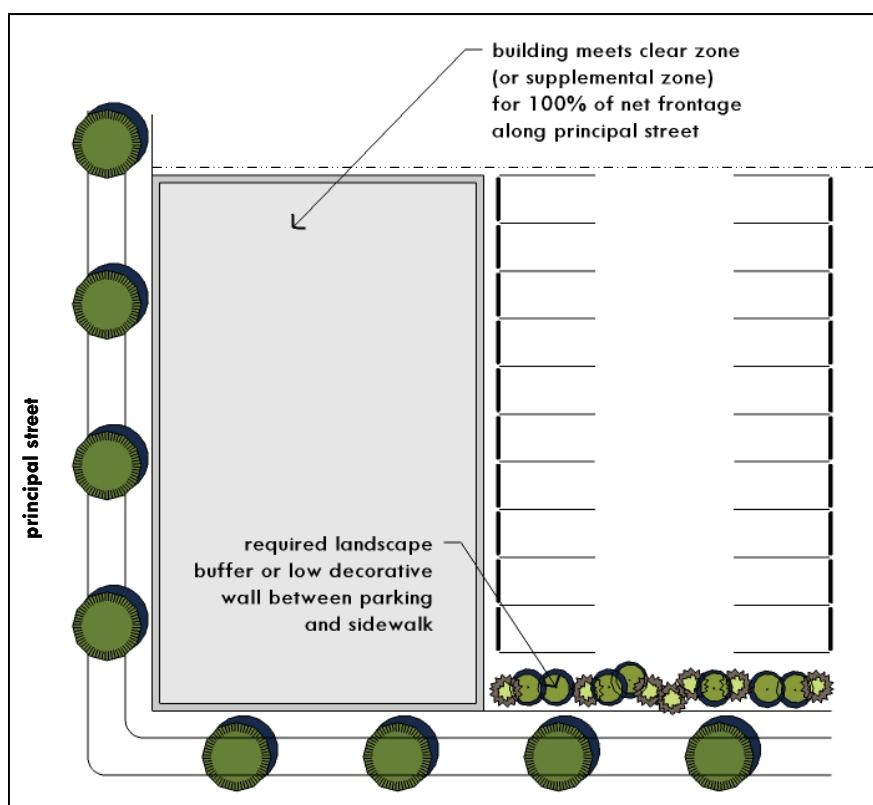 building meets clear zone
(or supplemental zone)
for 100% of net frontage
along principal street
principal street
required landscape
buffer or low decorative
wall between parking
and sidewalk